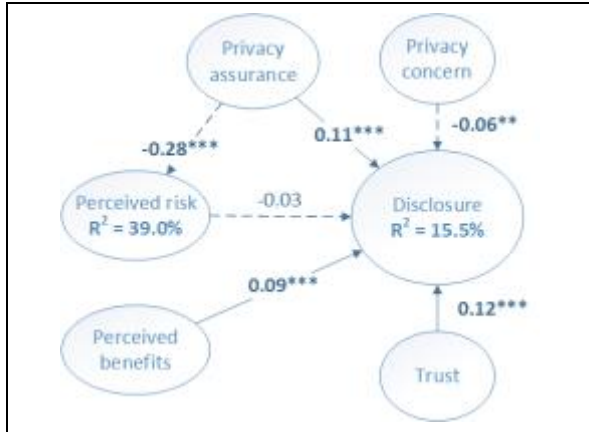 Privacy
assurance
Privacy
concern
-0.28***
0.11***
-0.06**
Perceived risk
R² = 39.0%
-0.03
Disclosure
R² = 15.5%
0.09***
0.12***
Perceived
benefits
Trust